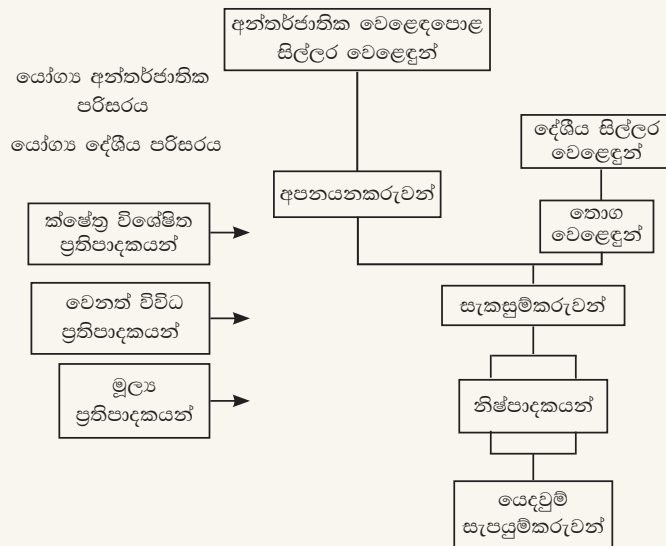 අන්තර්ජාතික වෙළෙඳපොළ
සිල්ලර වෙළෙඳුන්
යෝග්‍ය අන්තර්ජාතික
පරිසරය
යෝග්‍ය දේශීය පරිසරය
දේශීය සිල්ලර
වෙළෙඳුන්
අපනයනකරුවන්
තොග
වෙළෙඳුන්
ක්ෂේත්‍ර විශේෂිත
ප්‍රතිපාදකයන්
වෙනත් විවිධ
ප්‍රතිපාදකයන්
සැකසුම්කරුවන්
මූල්‍ය
ප්‍රතිපාදකයන්
නිෂ්පාදකයන්
යෙදවුම්
සැපයුම්කරුවන්